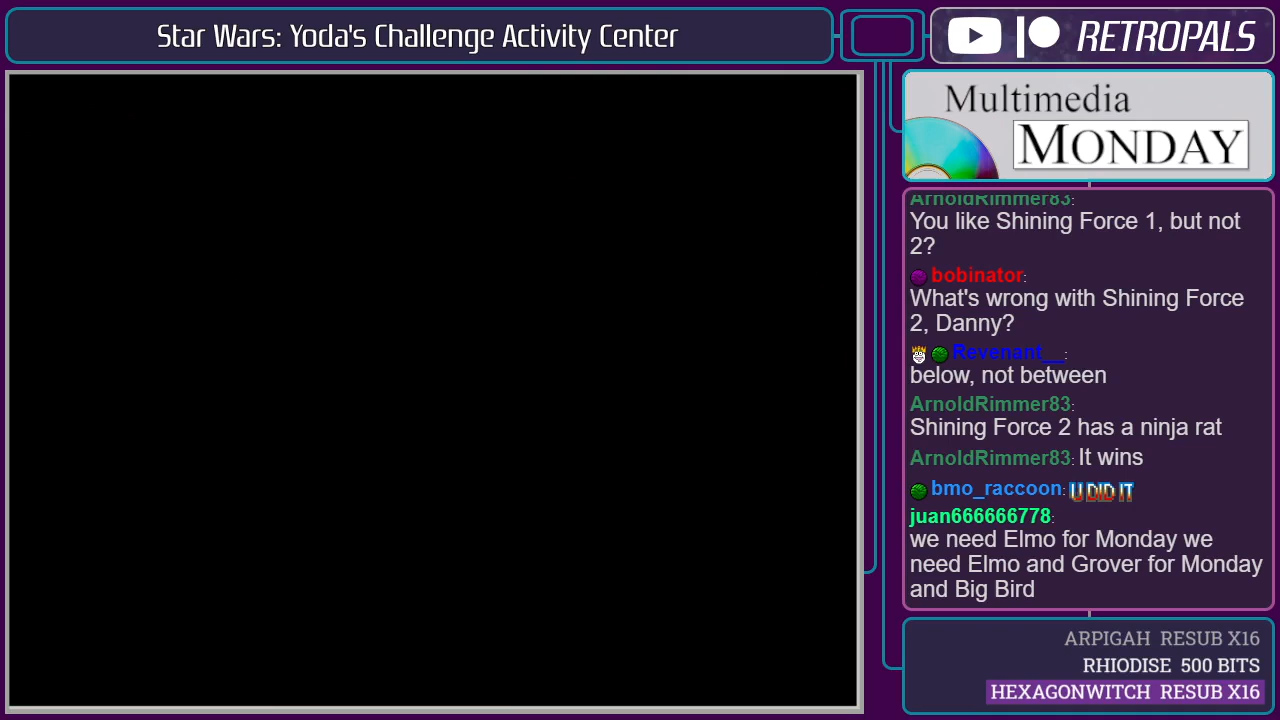 Star Wars: Yoda's Challenge Activity Center
RETROPALS
Multimedia
MONDAY
ArnoldRimmer83:
You like Shining Force 1, but not
2?
bobinator:
What's wrong with Shining Force
2, Danny?
Revenant__:
below, not between
ArnoldRimmer83:
Shining Force 2 has a ninja rat
ArnoldRimmer83: It wins
bmo_raccoon: U DID IT
juan666666778:
we need Elmo for Monday we
need Elmo and Grover for Monday
and Big Bird
ARPIGAH RESUB X16
RHIODISE 500 BITS
HEXAGONWITCH RESUB X16